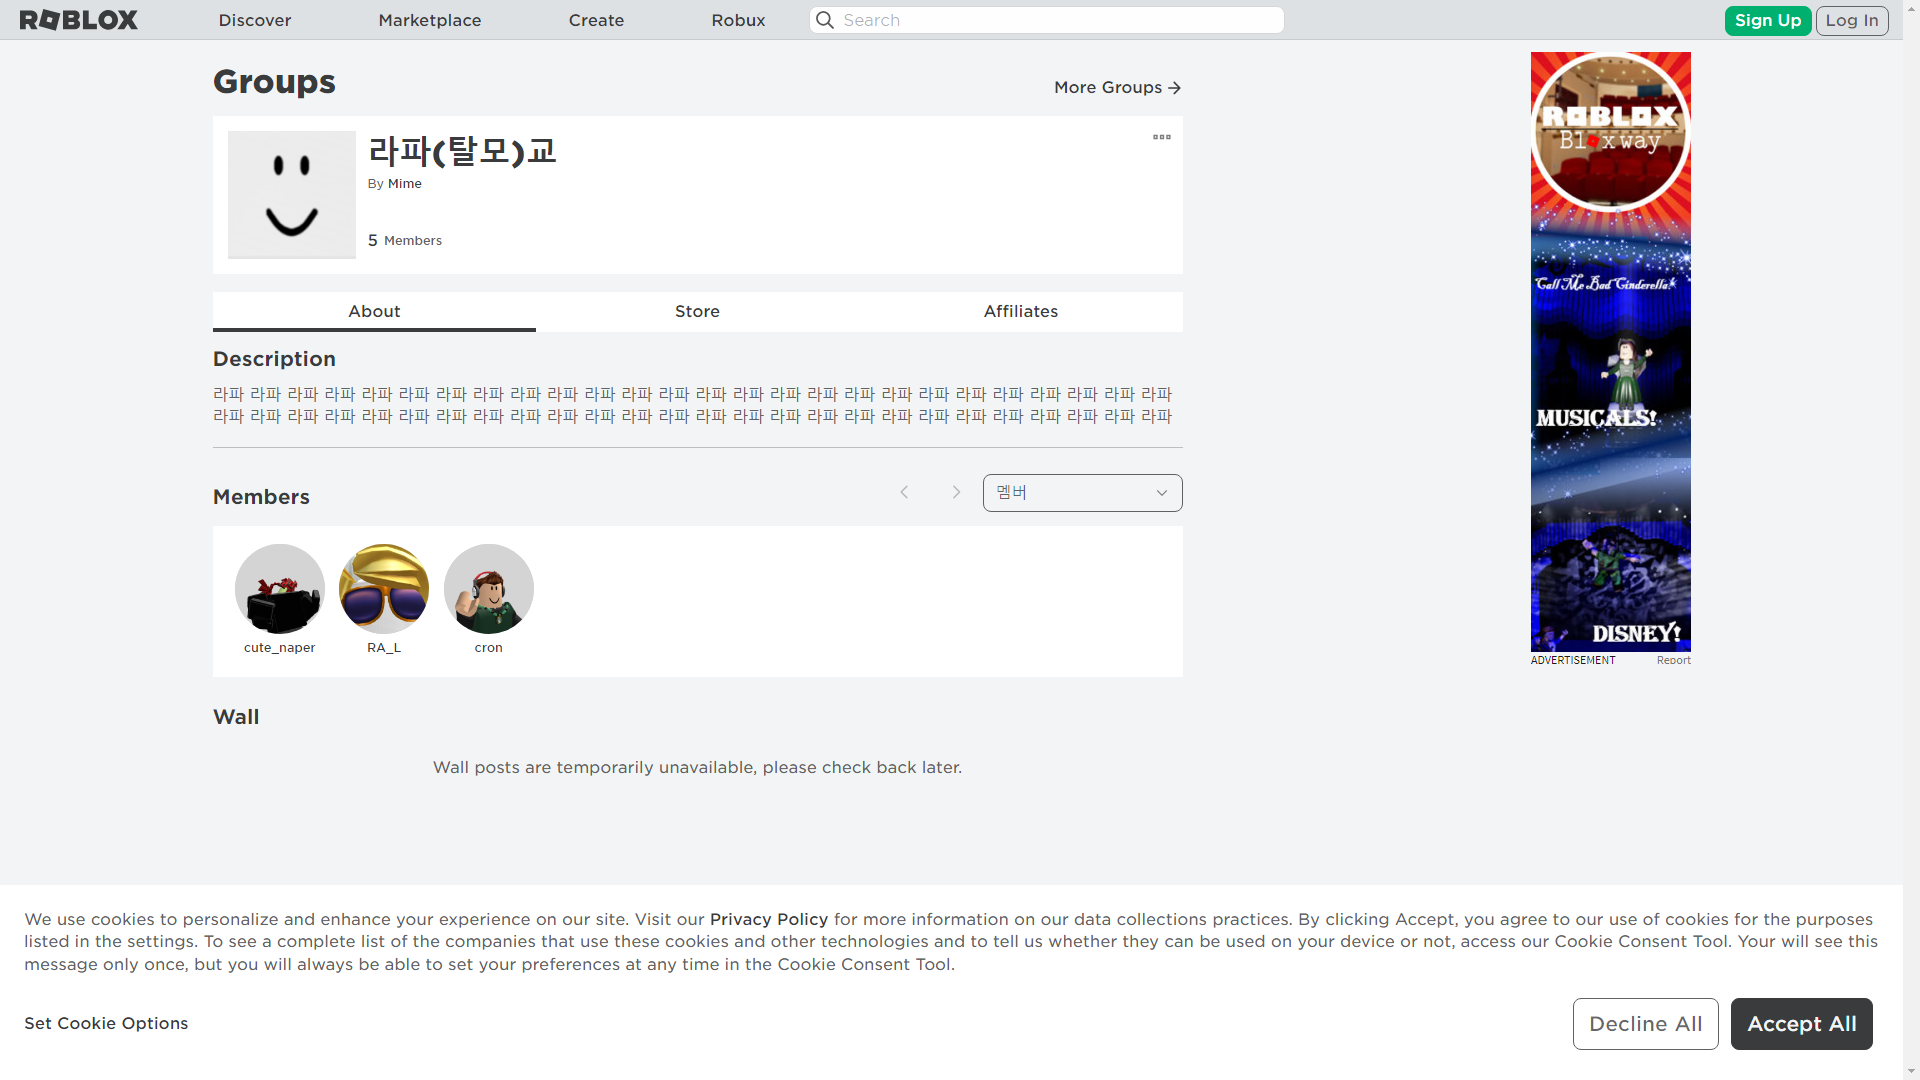 ROBLOX Discover Marketplace Create Robux Search Sign Up Log In
Groups
More Groups
라파(탈모)교
By Mime
5 Members
About Store Affiliates
Description
라파 라파 라파 라파 라파 라파 라파 라파 라파 라파 라파 라파 라파 라파 라파 라파 라파 라파 라파 라파 라파 라파 라파 라파 라파 라파
라파 라파 라파 라파 라파 라파 라파 라파 라파 라파 라파 라파 라파 라파 라파 라파 라파 라파 라파 라파 라파 라파 라파 라파 라파 라파
Members
멤버
cute_naper RA_L cron
Wall
Wall posts are temporarily unavailable, please check back later.
ROBLOX
Bloxway
Call Me Bad Cinderella!
MUSICALS!
DISNEY!
ADVERTISEMENT Report
We use cookies to personalize and enhance your experience on our site. Visit our Privacy Policy for more information on our data collections practices. By clicking Accept, you agree to our use of cookies for the purposes
listed in the settings. To see a complete list of the companies that use these cookies and other technologies and to tell us whether they can be used on your device or not, access our Cookie Consent Tool. Your will see this
message only once, but you will always be able to set your preferences at any time in the Cookie Consent Tool.
Set Cookie Options
Decline All
Accept All